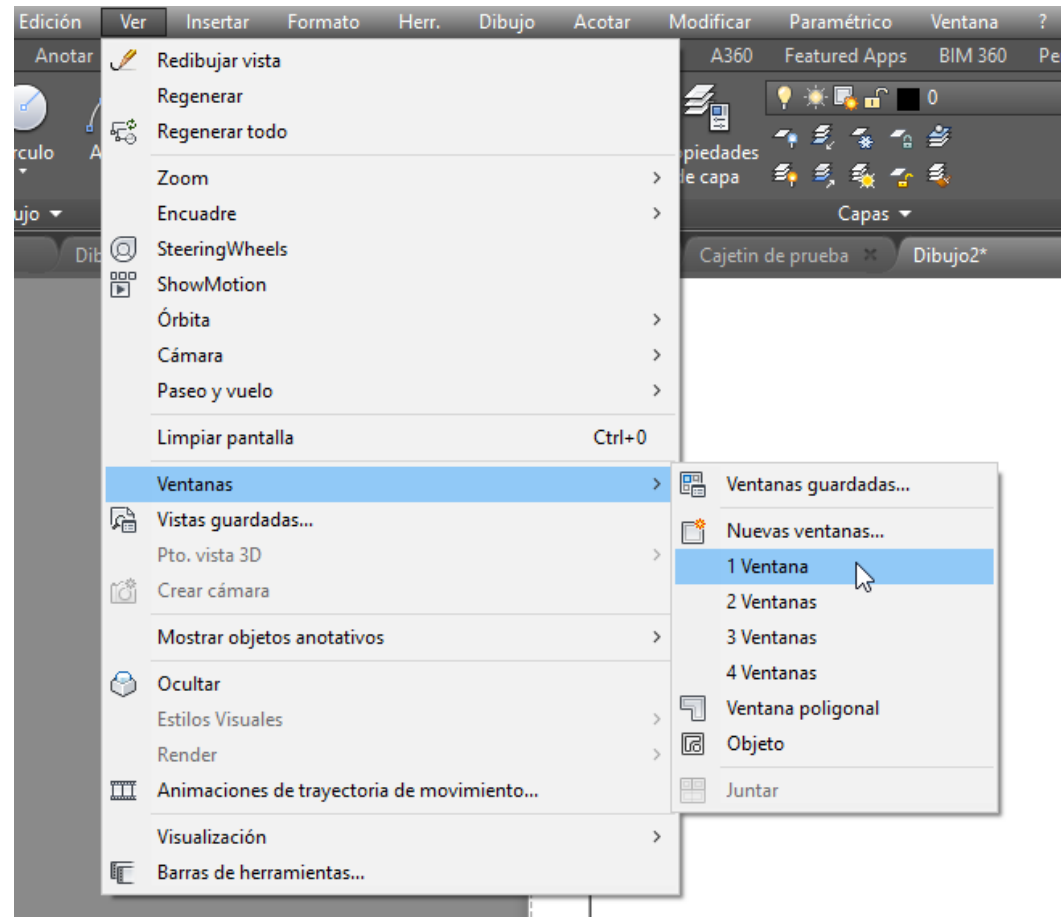 Edición Ver Insertar Formato Herr. Dibujo Acotar Modificar Paramétrico Ventana ?
Anotar A360 Featured Apps BIM 360
0
de capa
Capas
Cajetin de prueba Dibujo2*
Redibujar vista
Regenerar
Regenerar todo
Zoom
Encuadre
SteeringWheels
ShowMotion
Órbita
Cámara
Paseo y vuelo
Limpiar pantalla Ctrl+0
Ventanas
Vistas guardadas...
Pto. vista 3D
Crear cámara
Mostrar objetos anotativos
Ocultar
Estilos Visuales
Render
Animaciones de trayectoria de movimiento...
Visualización
Barras de herramientas...
Ventanas guardadas...
Nuevas ventanas...
1 Ventana
2 Ventanas
3 Ventanas
4 Ventanas
Ventana poligonal
Objeto
Juntar